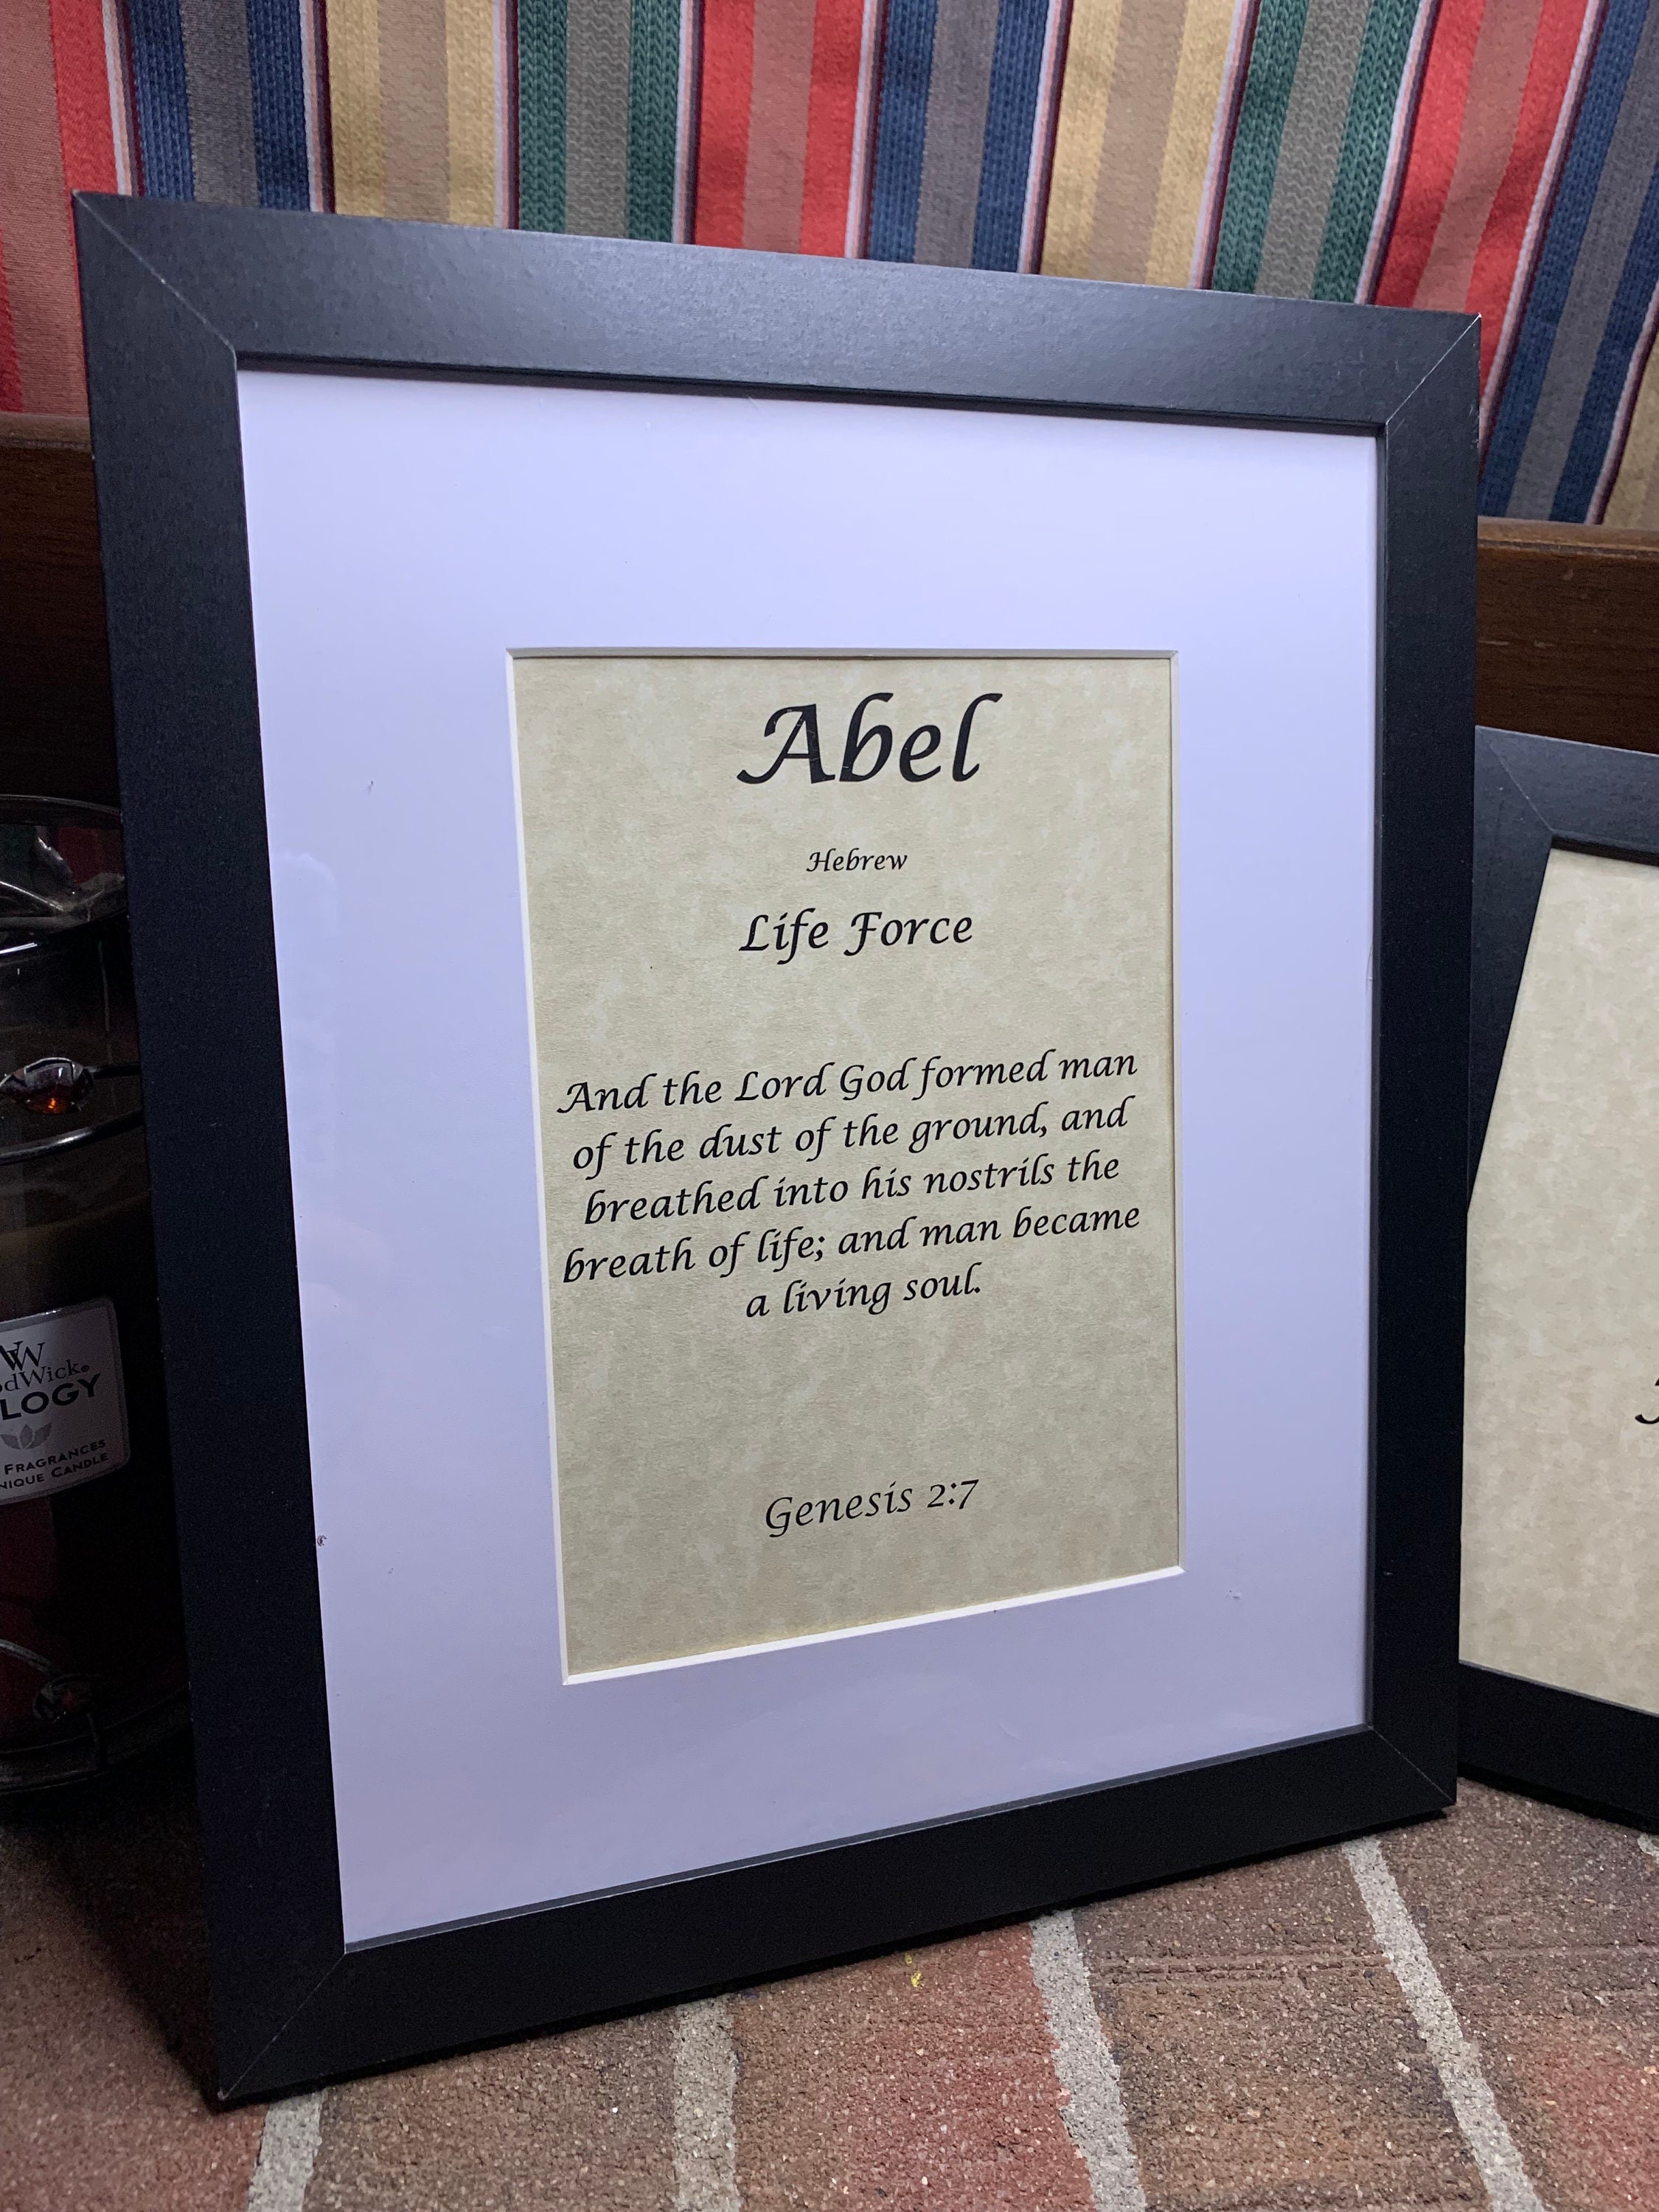 Abel
Hebrew
Life Force
And the Lord God formed man
of the dust of the ground, and
breathed into his nostrils the
breath of life; and man became
a living soul.
Genesis 2:7
WW
dWick®
LOGY
FRAGRANCES
NIQUE CANDLE